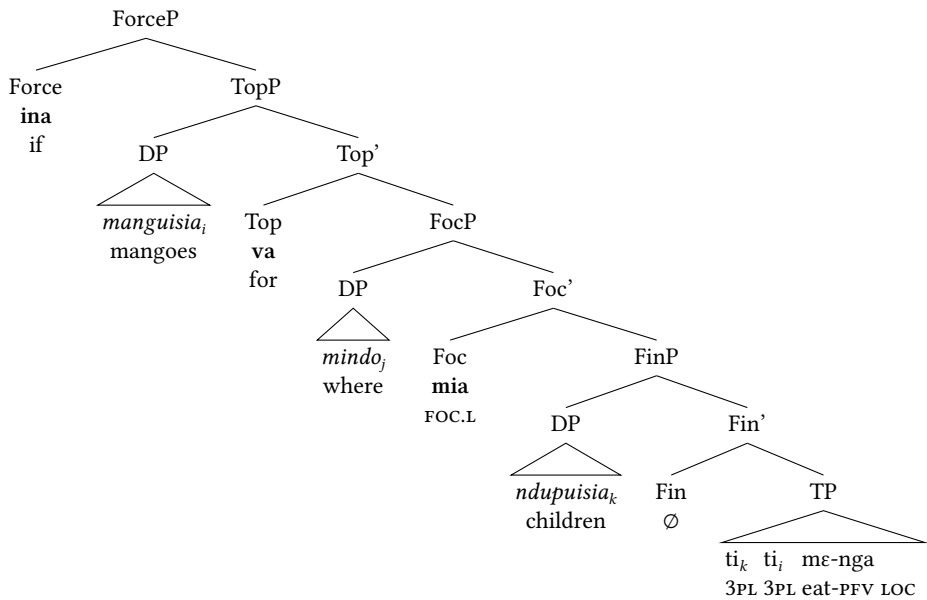 ForceP
Force TopP
ina
if
DP Top’
manguisiaᵢ Top FocP
mangoes va
for
DP Foc’
mindoⱼ Foc FinP
where mia
FOC.L
DP Fin’
ndupuisiaₖ Fin TP
children ∅
tiₖ tiᵢ mɛ-nga
3PL 3PL eat-PFV LOC